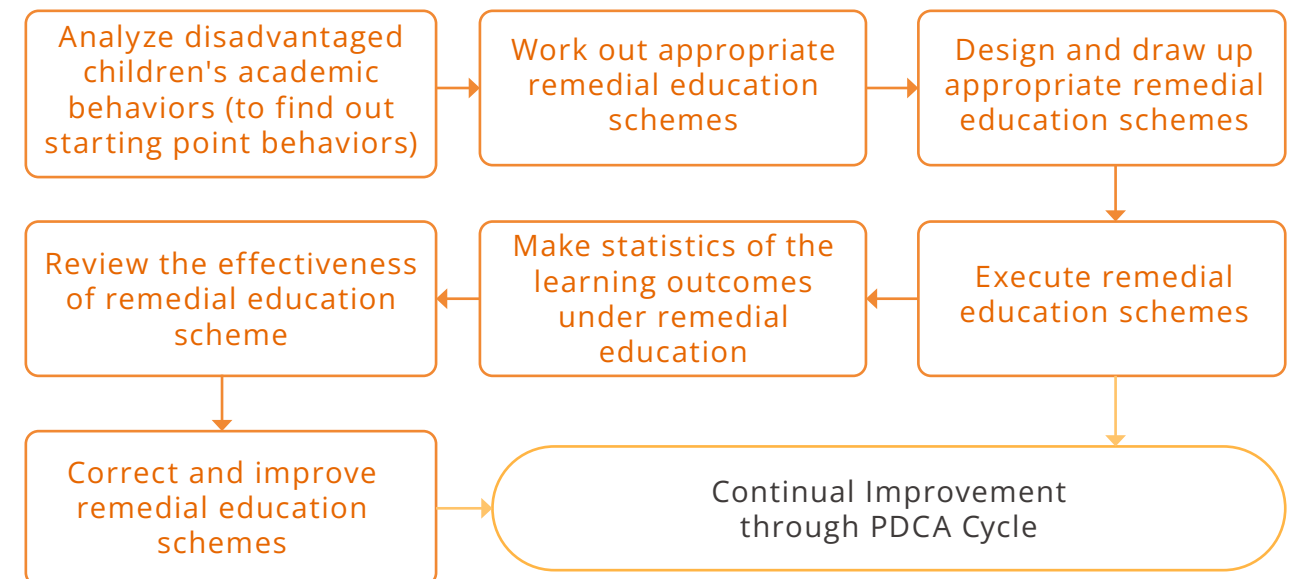 Analyze disadvantaged
children's academic
behaviors (to find out
starting point behaviors)
Work out appropriate
remedial education
schemes
Design and draw up
appropriate remedial
education schemes
Execute remedial
education schemes
Make statistics of the
learning outcomes
under remedial
education
Review the effectiveness
of remedial education
scheme
Correct and improve
remedial education
schemes
Continual Improvement
through PDCA Cycle